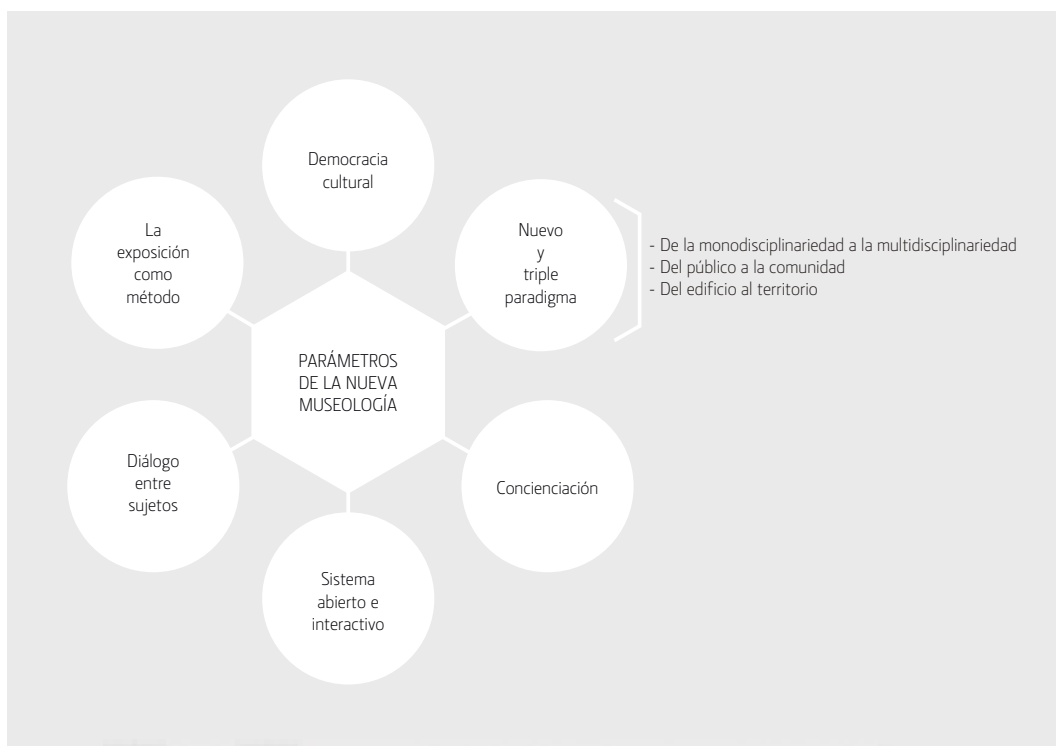 Democracia
cultural
Nuevo
y
triple
paradigma
- De la monodisciplinariedad a la multidisciplinariedad
- Del público a la comunidad
- Del edificio al territorio
Concienciación
Sistema
abierto e
interactivo
Diálogo
entre
sujetos
La
exposición
como
método
PARÁMETROS
DE LA NUEVA
MUSEOLOGÍA